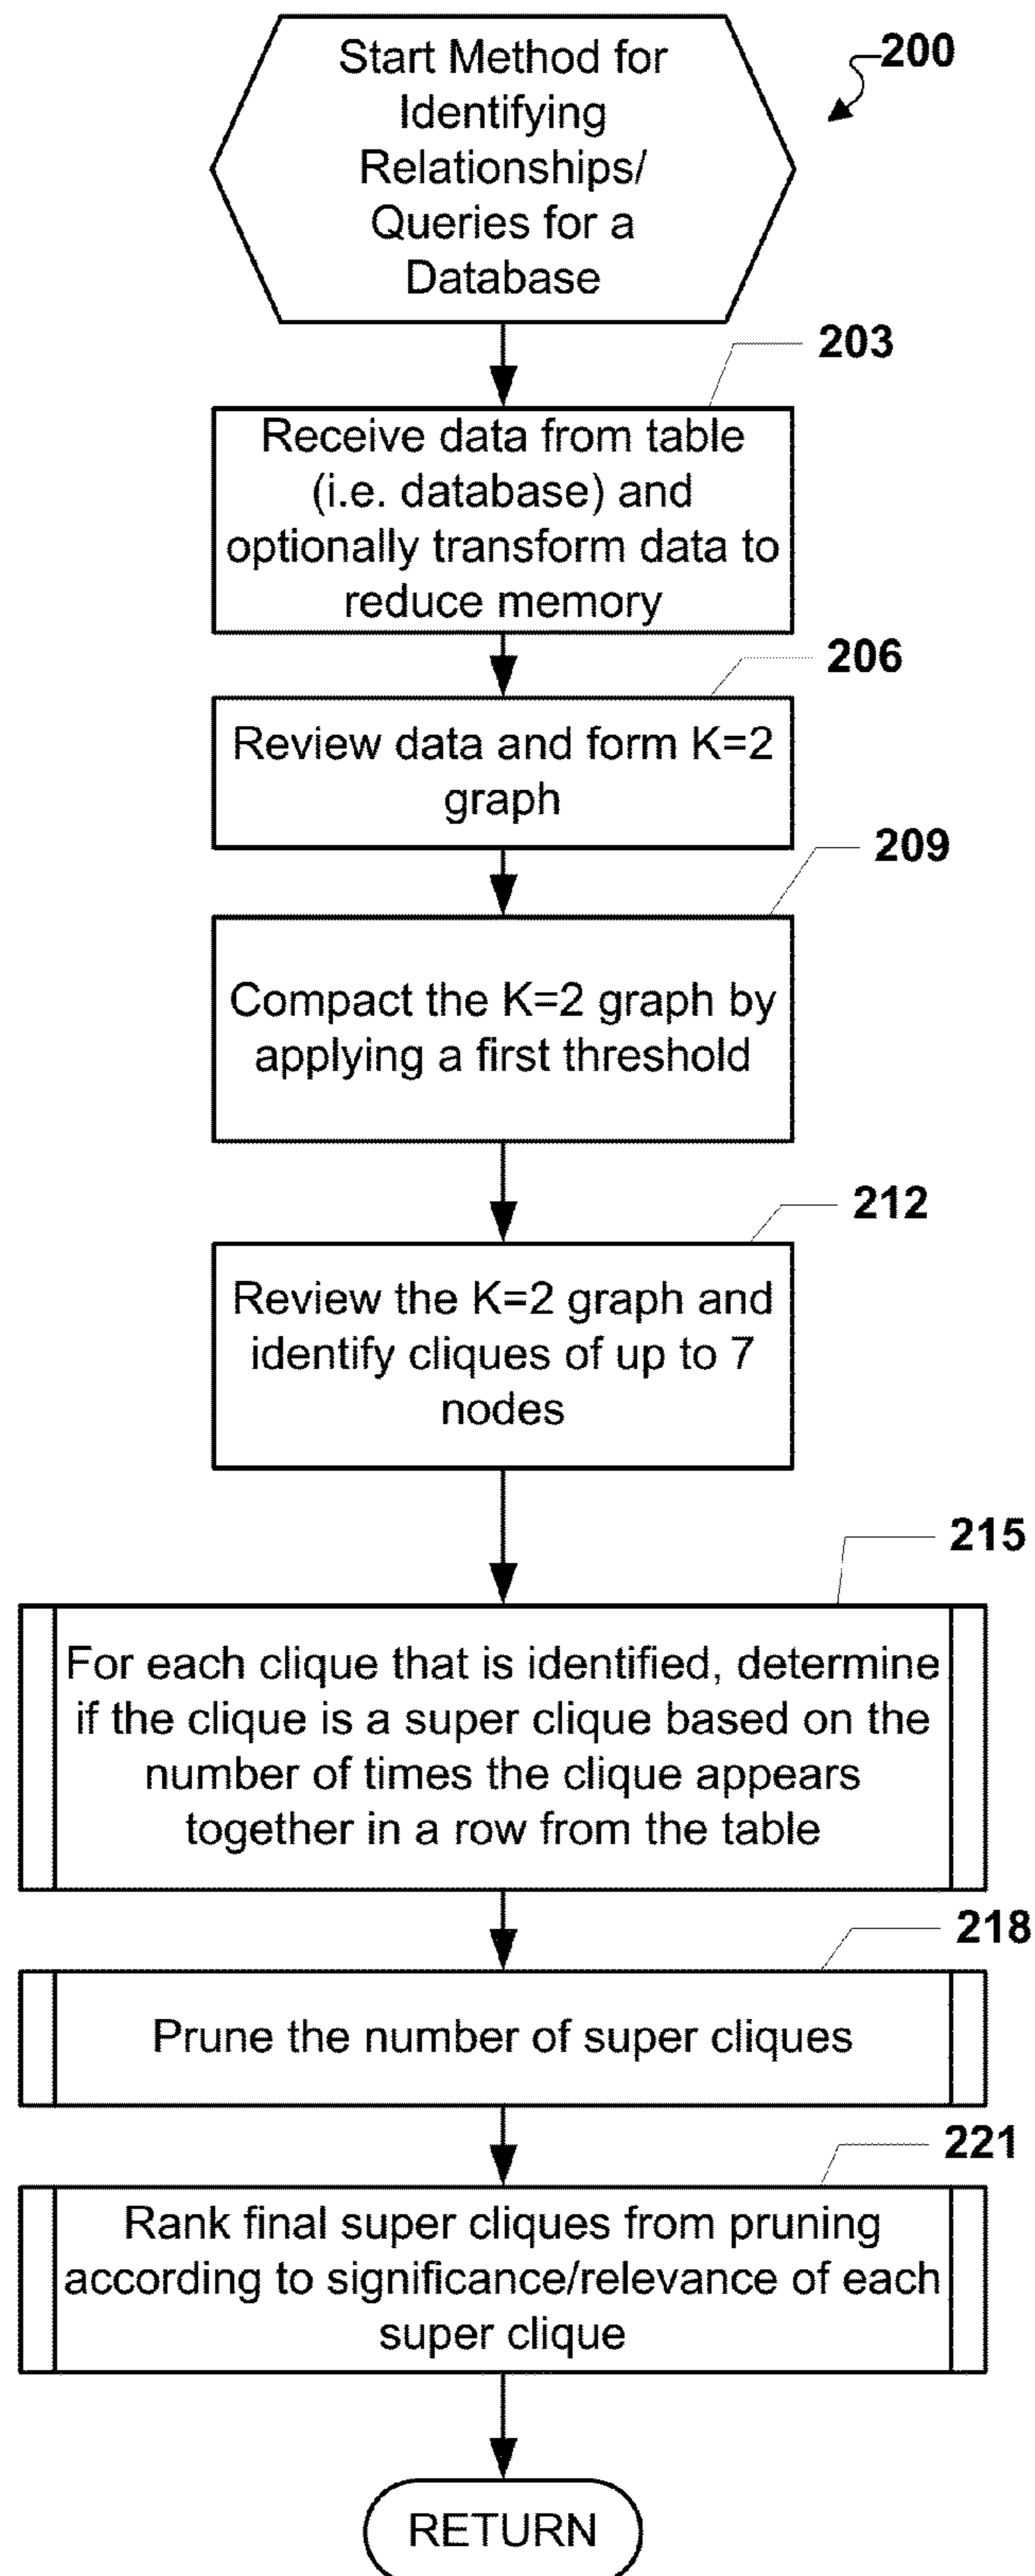 Start Method for
Identifying
Relationships/
Queries for a
Database
200
203
Receive data from table
(i.e. database) and
optionally transform data to
reduce memory
206
Review data and form K=2
graph
209
Compact the K=2 graph by
applying a first threshold
212
Review the K=2 graph and
identify cliques of up to 7
nodes
215
For each clique that is identified, determine
if the clique is a super clique based on the
number of times the clique appears
together in a row from the table
218
Prune the number of super cliques
221
Rank final super cliques from pruning
according to significance/relevance of each
super clique
RETURN